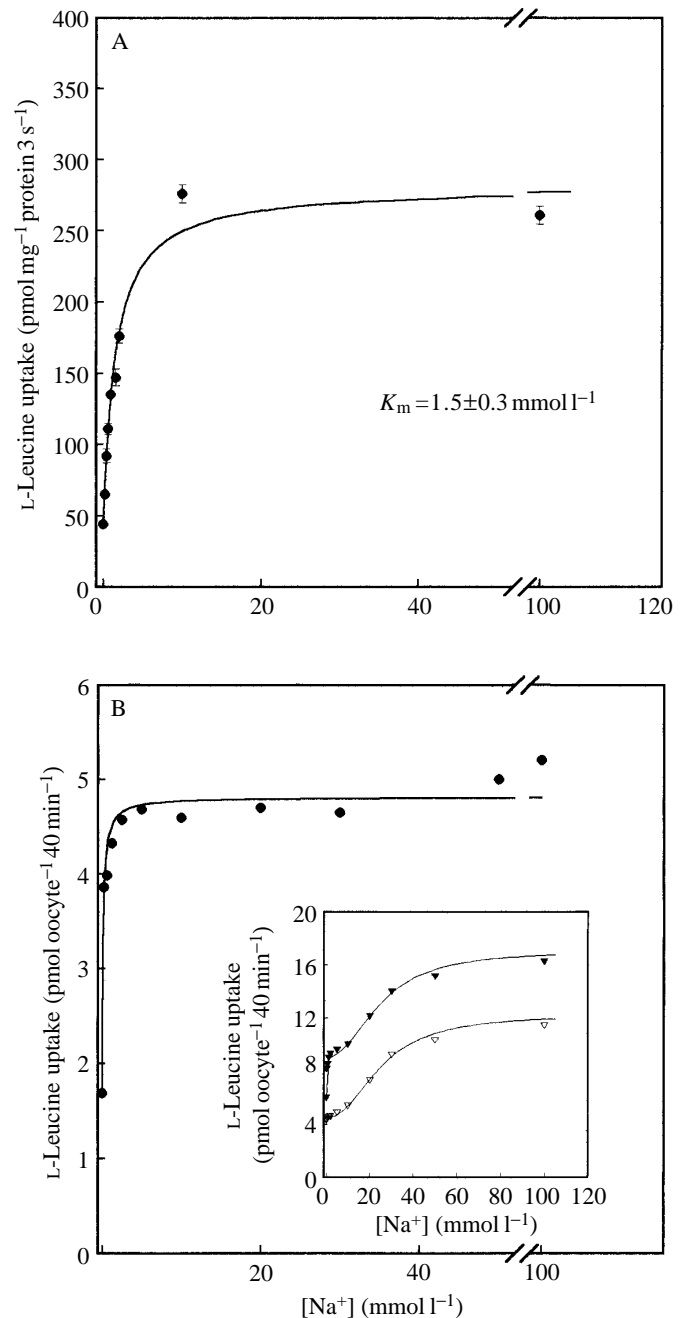 A
400
350
300
250
200
150
100
50
0
L-Leucine uptake (pmol mg⁻¹ protein 3 s⁻¹)
Kₘ=1.5±0.3 mmol l⁻¹
0 20 40 100 120
B
6
5
4
3
2
1
0
L-Leucine uptake (pmol oocyte⁻¹ 40 min⁻¹)
20
16
12
8
4
0
L-Leucine uptake
(pmol oocyte⁻¹ 40 min⁻¹)
0 20 40 60 80 100 120
[Na⁺] (mmol l⁻¹)
20 40 100
[Na⁺] (mmol l⁻¹)